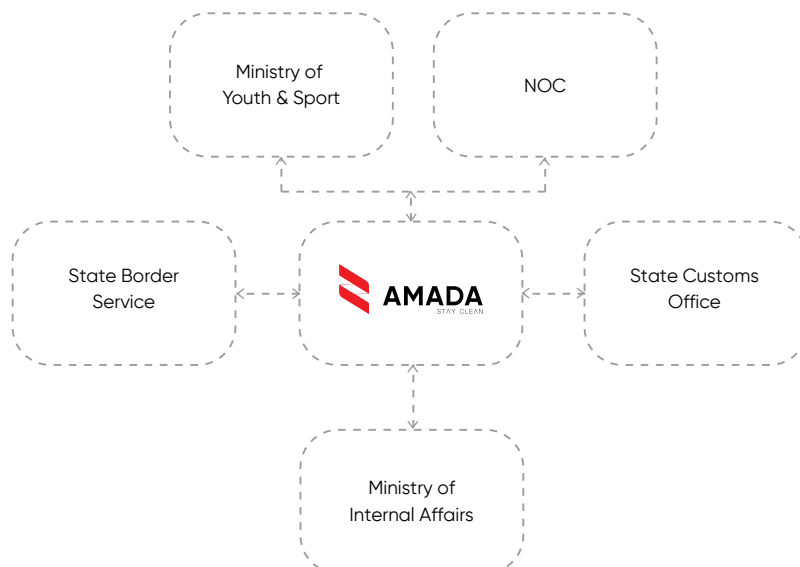 Ministry of
Youth & Sport
NOC
State Border
Service
AMADA
STAY CLEAN
State Customs
Office
Ministry of
Internal Affairs